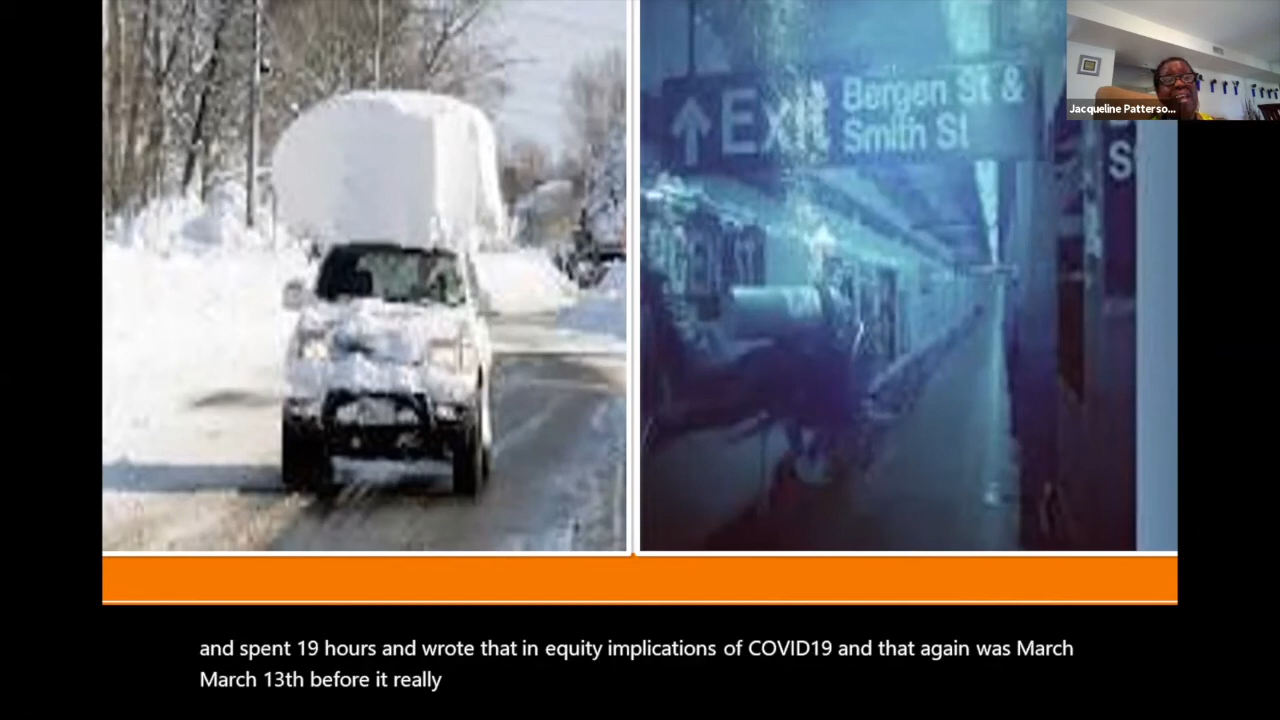 Exit
Bergen St &
Smith St
S
Jacqueline Patterso...
and spent 19 hours and wrote that in equity implications of COVID19 and that again was March
March 13th before it really